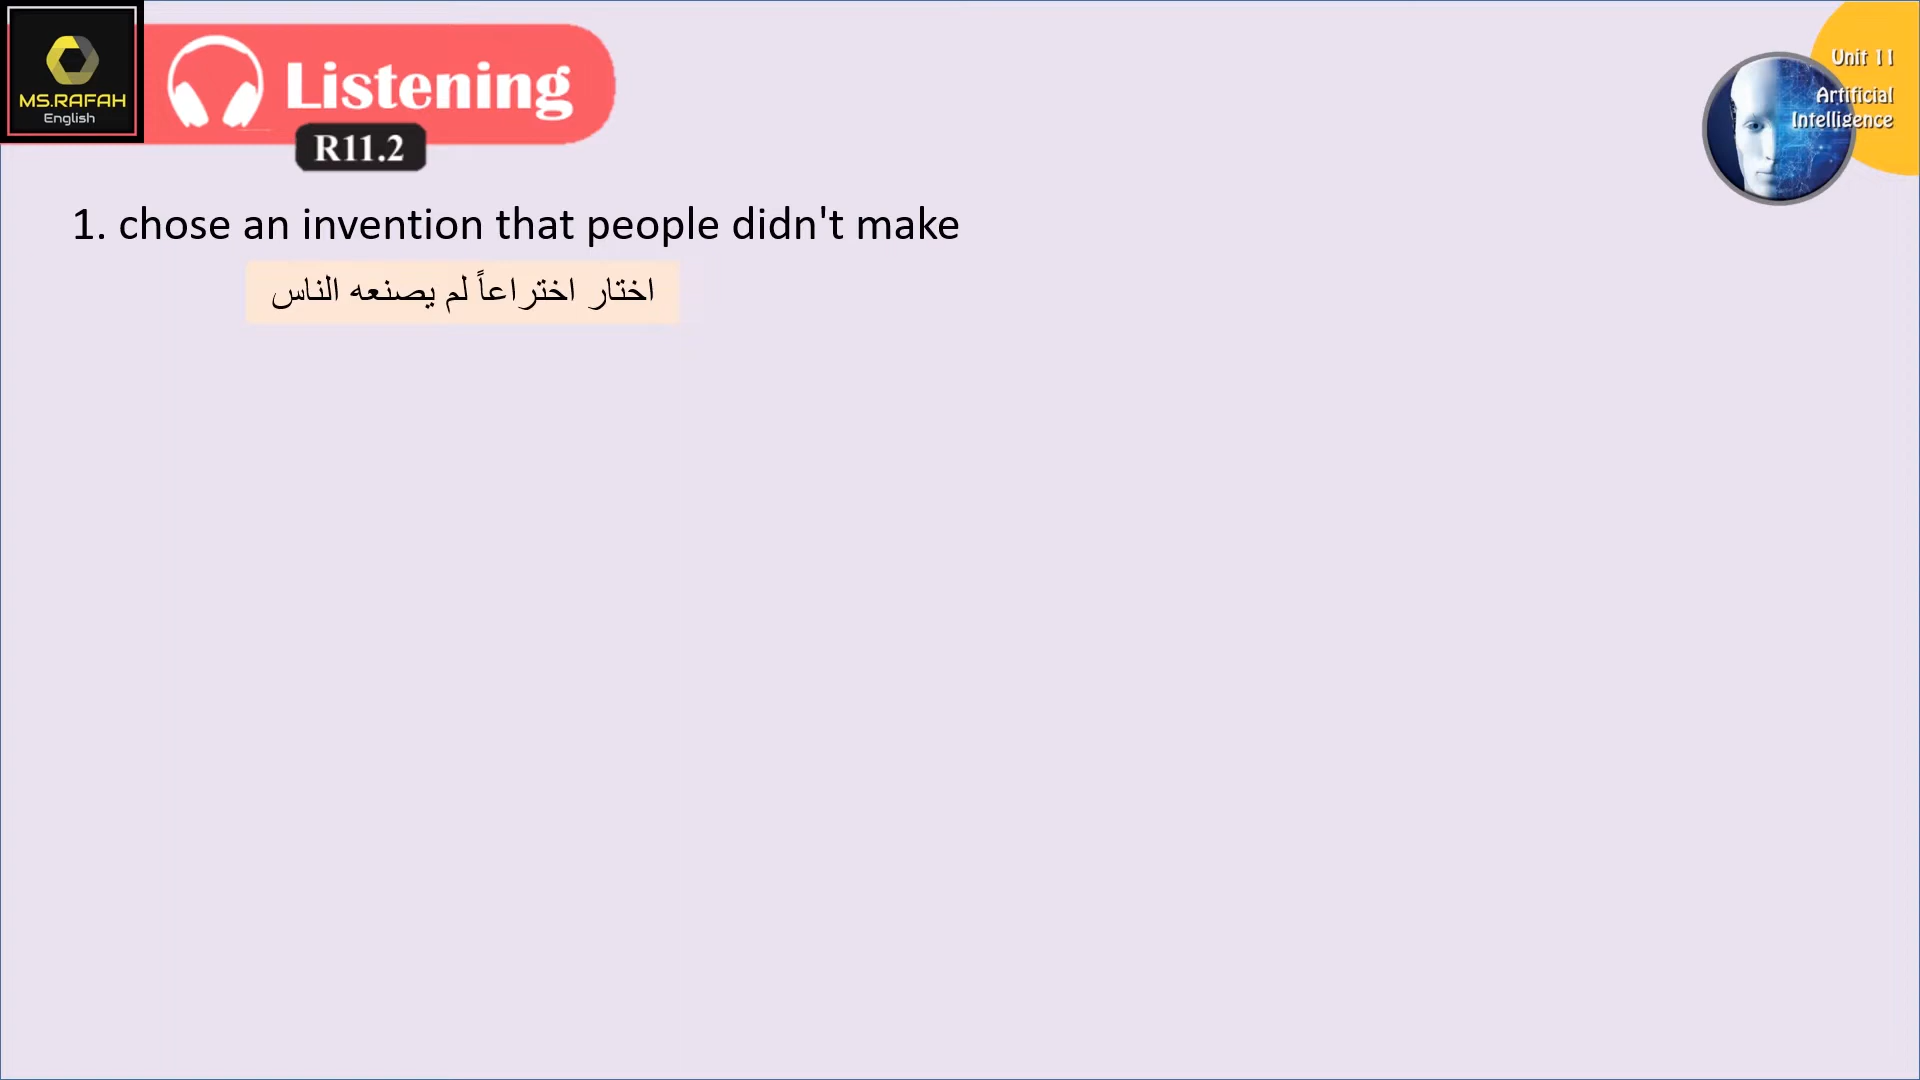 MS.RAFAH
English
Listening
R11.2
Unit 11
Artificial
Intelligence
1. chose an invention that people didn't make
اختار اختراعاً لم يصنعه الناس